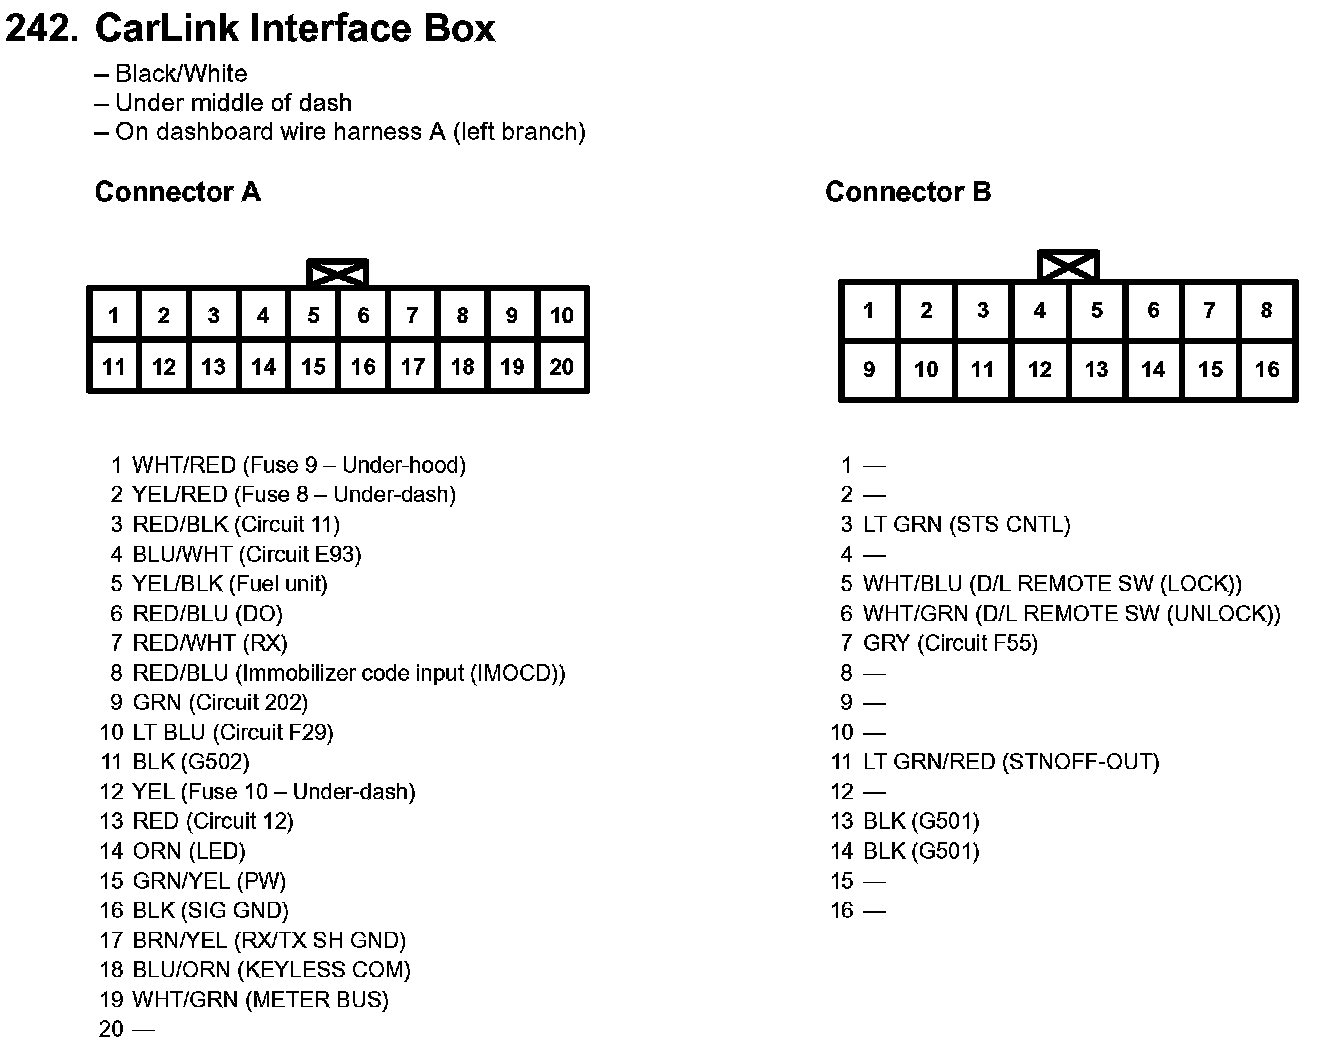 242. CarLink Interface Box
– Black/White
– Under middle of dash
– On dashboard wire harness A (left branch)
Connector A
1 2 3 4 5 6 7 8 9 10
11 12 13 14 15 16 17 18 19 20
1 WHT/RED (Fuse 9 – Under-hood)
2 YEL/RED (Fuse 8 – Under-dash)
3 RED/BLK (Circuit 11)
4 BLU/WHT (Circuit E93)
5 YEL/BLK (Fuel unit)
6 RED/BLU (DO)
7 RED/WHT (RX)
8 RED/BLU (Immobilizer code input (IMOCD))
9 GRN (Circuit 202)
10 LT BLU (Circuit F29)
11 BLK (G502)
12 YEL (Fuse 10 – Under-dash)
13 RED (Circuit 12)
14 ORN (LED)
15 GRN/YEL (PW)
16 BLK (SIG GND)
17 BRN/YEL (RX/TX SH GND)
18 BLU/ORN (KEYLESS COM)
19 WHT/GRN (METER BUS)
20 —
Connector B
1 2 3 4 5 6 7 8
9 10 11 12 13 14 15 16
1 —
2 —
3 LT GRN (STS CNTL)
4 —
5 WHT/BLU (D/L REMOTE SW (LOCK))
6 WHT/GRN (D/L REMOTE SW (UNLOCK))
7 GRY (Circuit F55)
8 —
9 —
10 —
11 LT GRN/RED (STNOFF-OUT)
12 —
13 BLK (G501)
14 BLK (G501)
15 —
16 —